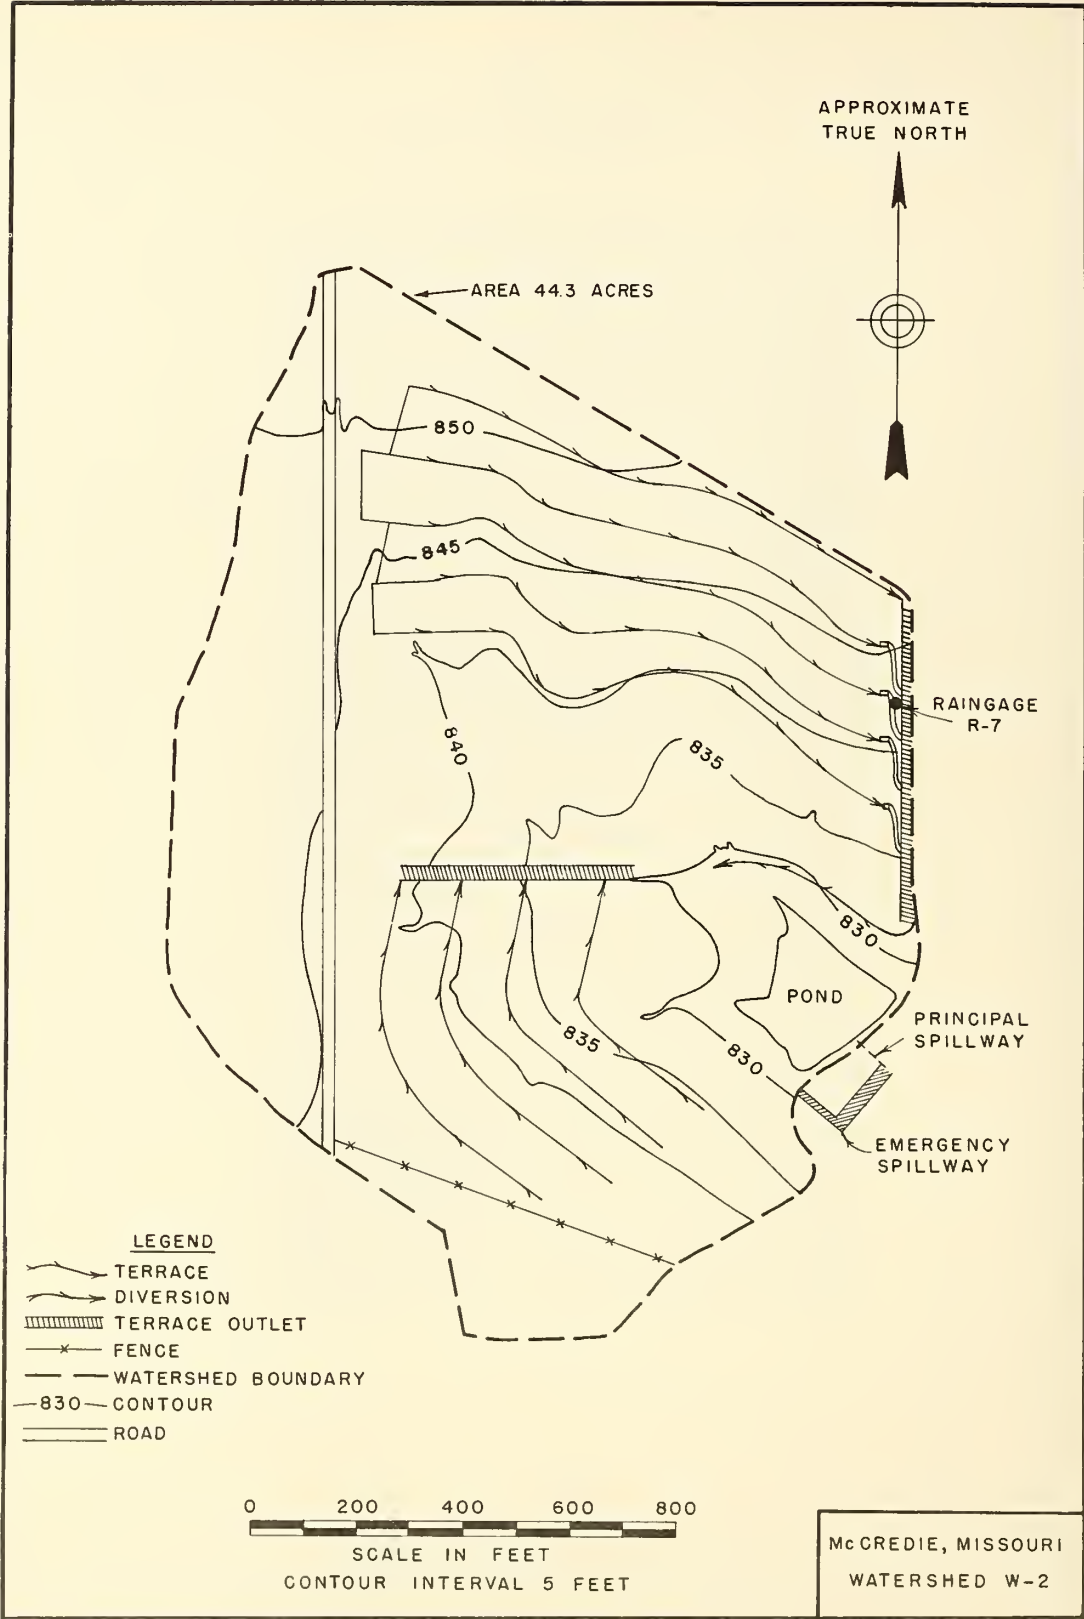 APPROXIMATE
TRUE NORTH
AREA 44.3 ACRES
850
845
RAINGAGE
R-7
840
835
830
POND
PRINCIPAL
SPILLWAY
835
830
EMERGENCY
SPILLWAY
LEGEND
TERRACE
DIVERSION
TERRACE OUTLET
FENCE
WATERSHED BOUNDARY
830 CONTOUR
ROAD
0 200 400 600 800
SCALE IN FEET
CONTOUR INTERVAL 5 FEET
McCREDIE, MISSOURI
WATERSHED W-2